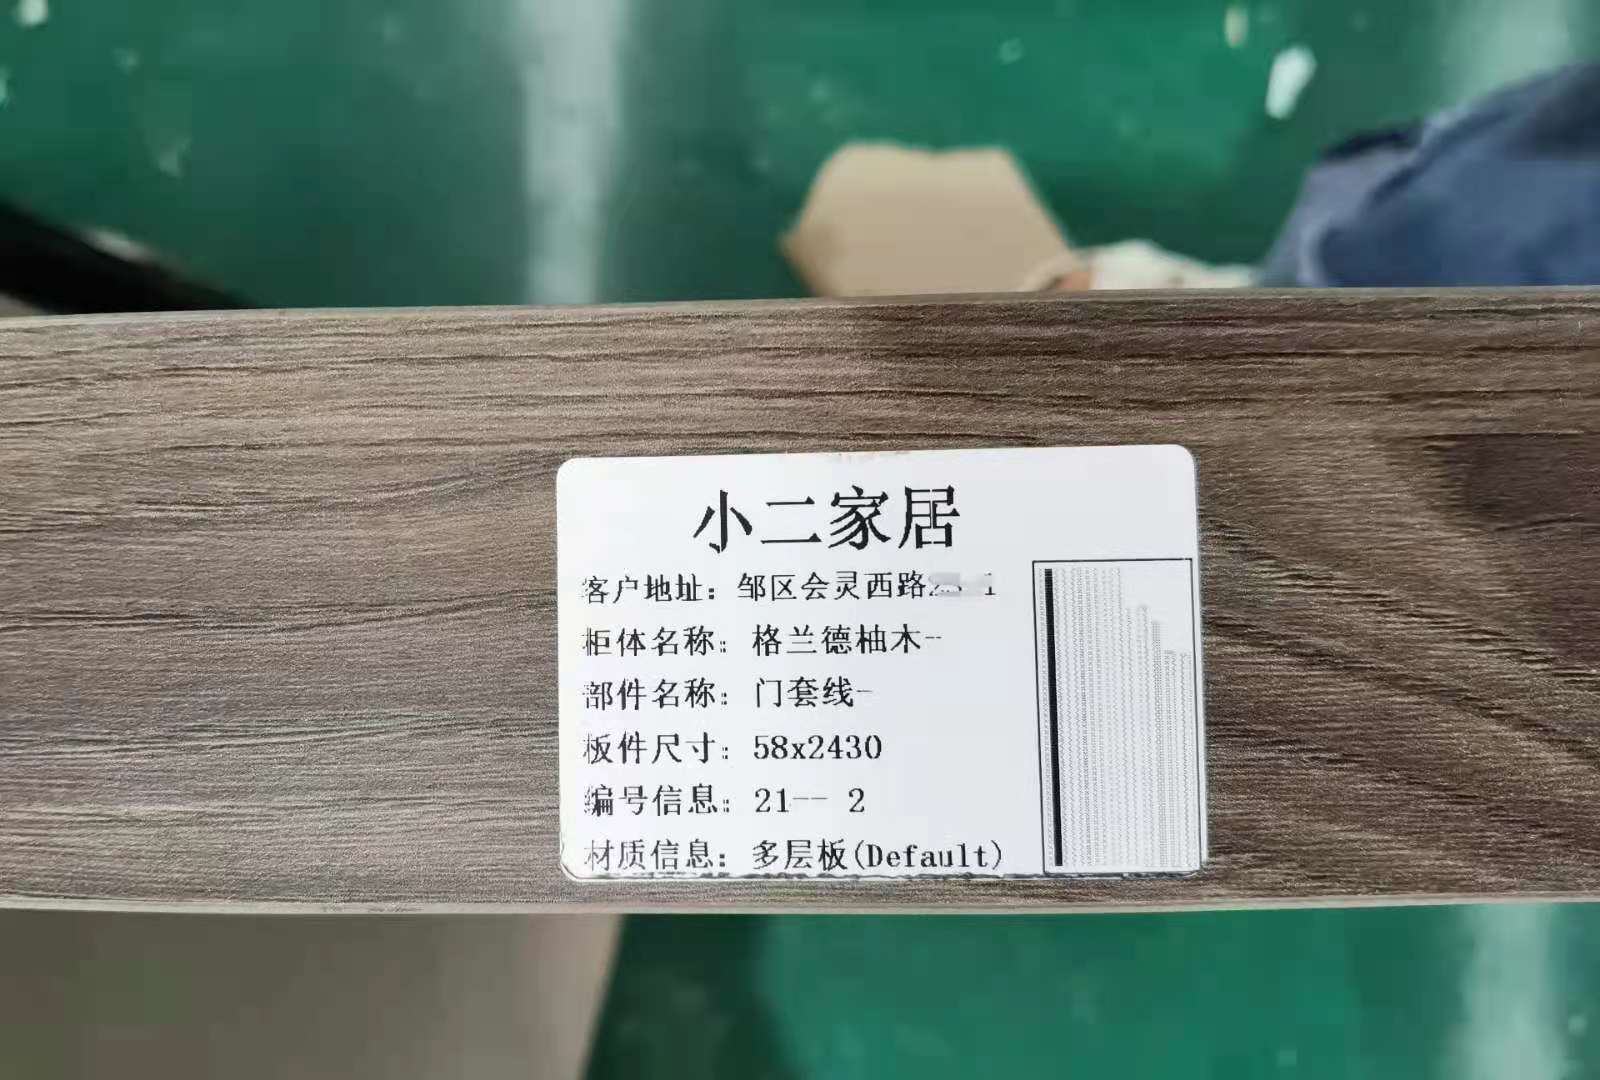 小二家居
客户地址：邹区会灵西路
柜体名称：格兰德柚木--
部件名称：门套线-
板件尺寸：58x2430
编号信息：21-- 2
材质信息：多层板(Default)